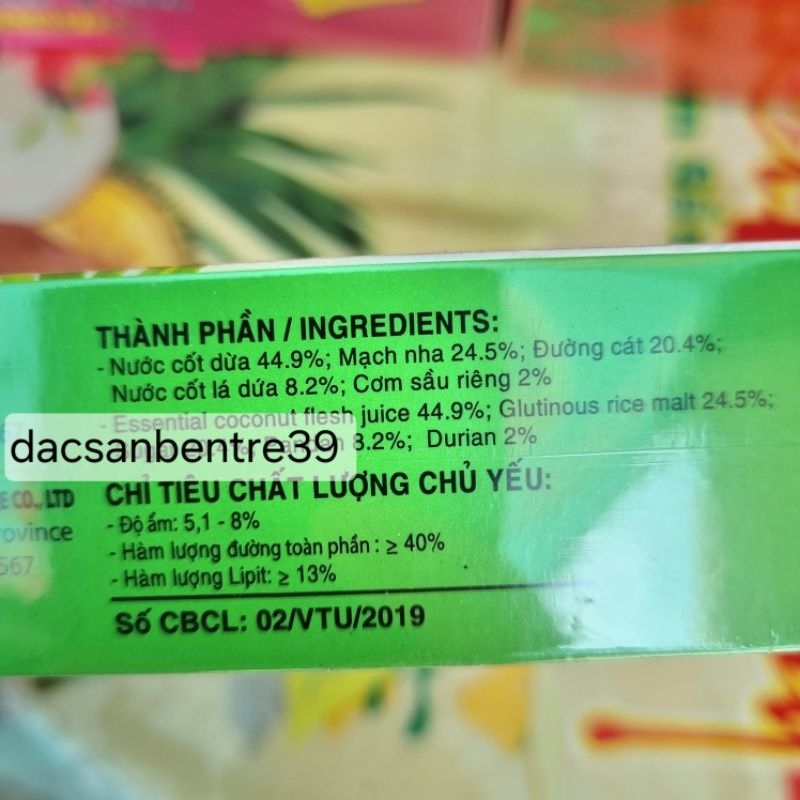 THÀNH PHẦN / INGREDIENTS:
- Nước cốt dừa 44.9%; Mạch nha 24.5%; Đường cát 20.4%;
Nước cốt lá dứa 8.2%; Cơm sầu riêng 2%
- Essential coconut flesh juice 44.9%; Glutinous rice malt 24.5%;
8.2%; Durian 2%
dacsanbentre39
CHỈ TIÊU CHẤT LƯỢNG CHỦ YẾU:
- Độ ẩm: 5,1 - 8%
- Hàm lượng đường toàn phần : ≥ 40%
- Hàm lượng Lipit: ≥ 13%
Số CBCL: 02/VTU/2019
CO., LTD
rovince
567